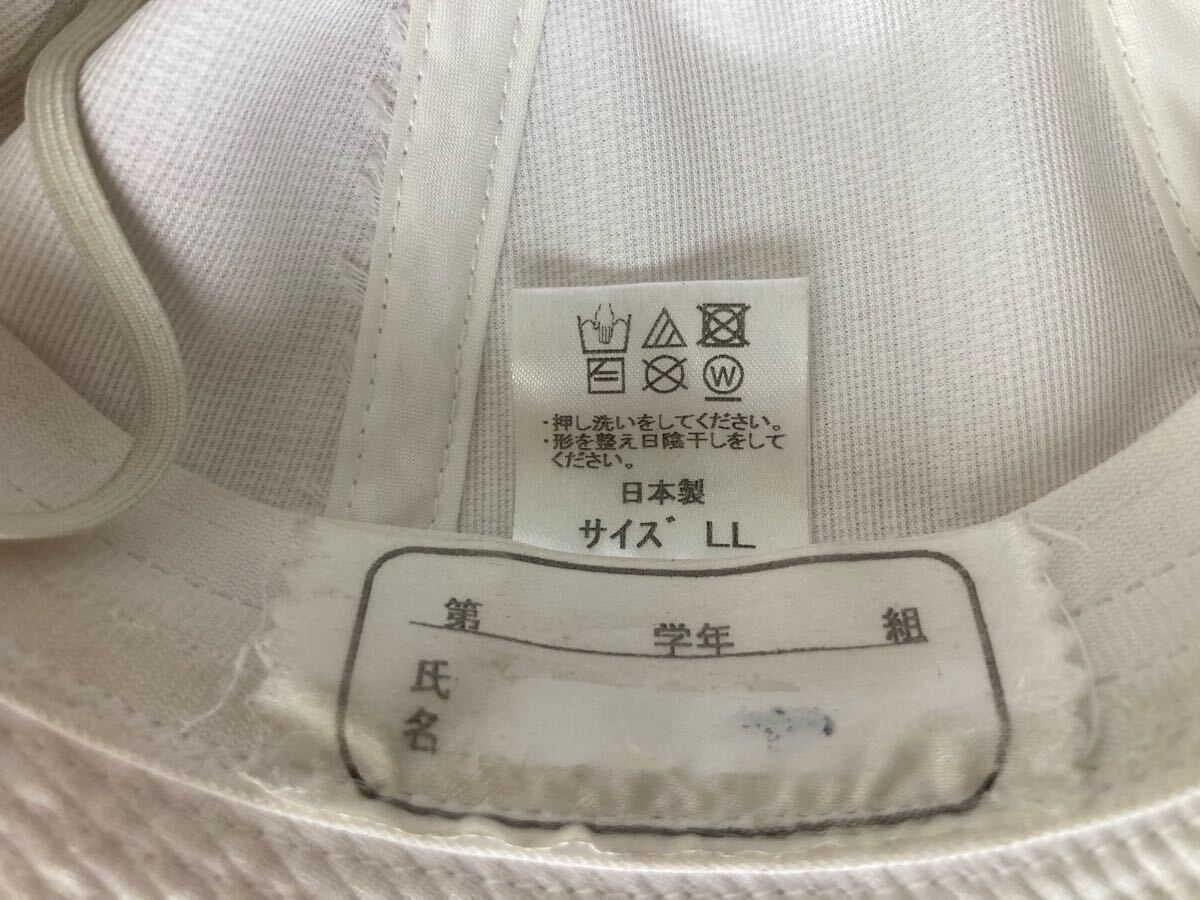 W
・押し洗いをしてください。
・形を整え日陰干しをして
ください。
日本製
サイズ LL
第 学年 組
氏
名